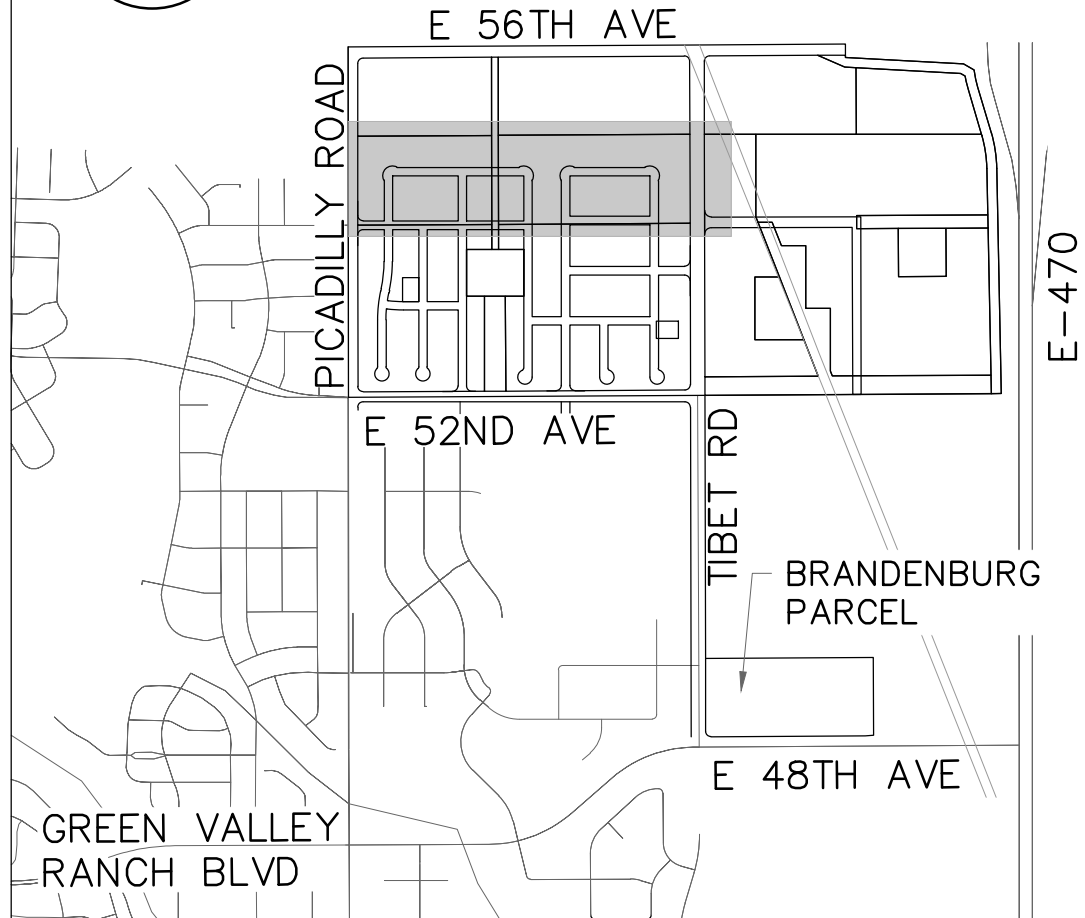 E 56TH AVE
PICADILLY ROAD
E-470
E 52ND AVE
TIBET RD
BRANDENBURG
PARCEL
E 48TH AVE
GREEN VALLEY
RANCH BLVD